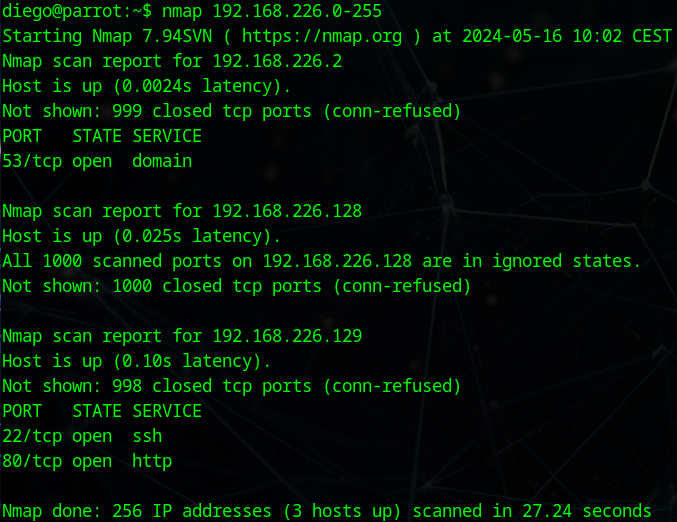 diego@parrot:~$ nmap 192.168.226.0-255
Starting Nmap 7.94SVN ( https://nmap.org ) at 2024-05-16 10:02 CEST
Nmap scan report for 192.168.226.2
Host is up (0.0024s latency).
Not shown: 999 closed tcp ports (conn-refused)
PORT   STATE SERVICE
53/tcp open  domain

Nmap scan report for 192.168.226.128
Host is up (0.025s latency).
All 1000 scanned ports on 192.168.226.128 are in ignored states.
Not shown: 1000 closed tcp ports (conn-refused)

Nmap scan report for 192.168.226.129
Host is up (0.10s latency).
Not shown: 998 closed tcp ports (conn-refused)
PORT   STATE SERVICE
22/tcp open  ssh
80/tcp open  http

Nmap done: 256 IP addresses (3 hosts up) scanned in 27.24 seconds